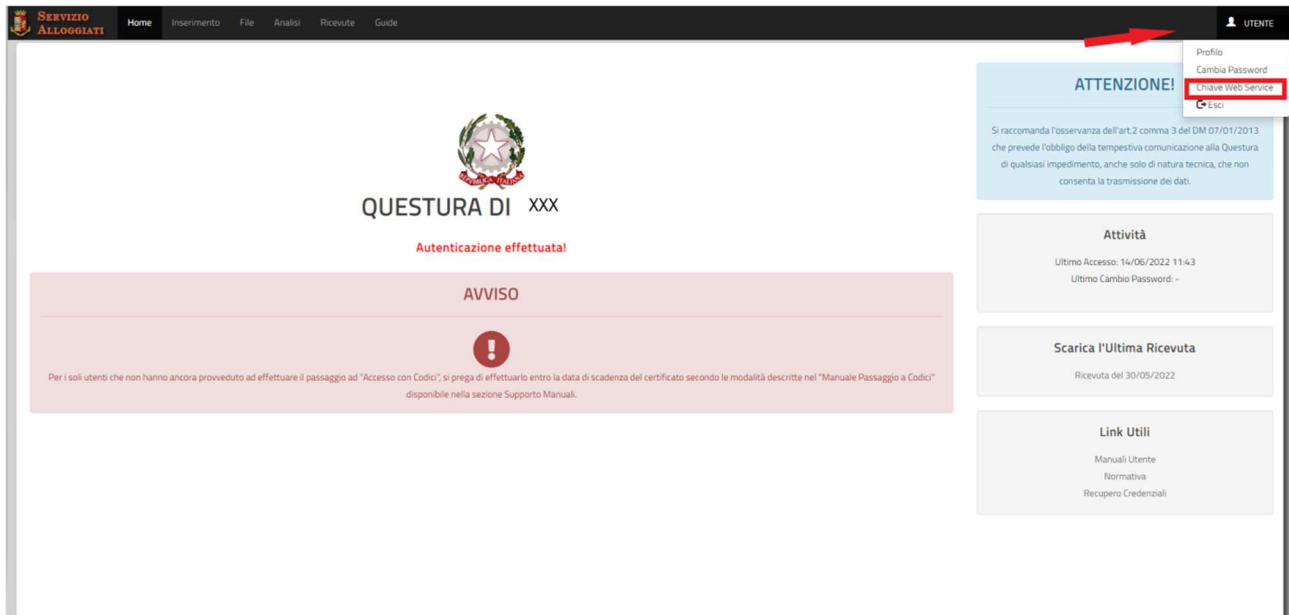 SERVIZIO
ALLOGGIATI
Home Inserimento File Analisi Ricevute Guide
UTENTE
Profilo
Cambia Password
Chiave Web Service
Esci
QUESTURA DI XXX
Autenticazione effettuata!
AVVISO
Per i soli utenti che non hanno ancora provveduto ad effettuare il passaggio ad "Accesso con Codici", si prega di effettuarlo entro la data di scadenza del certificato secondo le modalità descritte nel "Manuale Passaggio a Codici"
disponibile nella sezione Supporto Manuali.
ATTENZIONE!
Si raccomanda l'osservanza dell'art.2 comma 3 del DM 07/01/2013
che prevede l'obbligo della tempestiva comunicazione alla Questura
di qualsiasi impedimento, anche solo di natura tecnica, che non
consenta la trasmissione dei dati.
Attività
Ultimo Accesso: 14/06/2022 11:43
Ultimo Cambio Password: -
Scarica l'Ultima Ricevuta
Ricevuta del 30/05/2022
Link Utili
Manuali Utente
Normativa
Recupero Credenziali